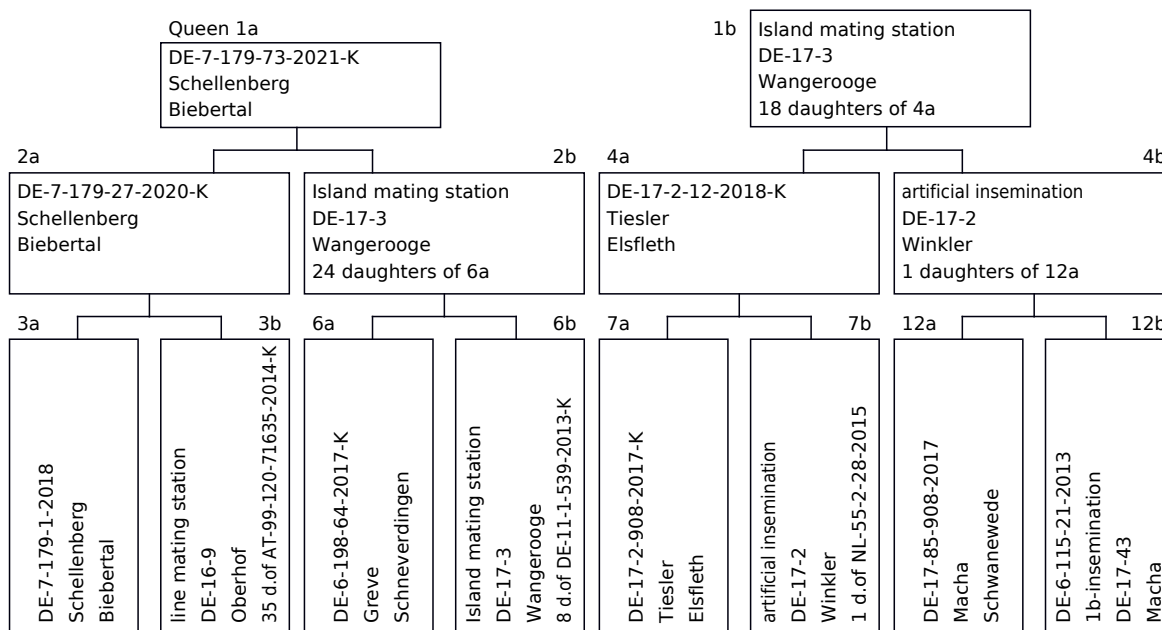 Queen 1a
DE-7-179-73-2021-K
Schellenberg
Biebertal
1b
Island mating station
DE-17-3
Wangerooge
18 daughters of 4a
2a
DE-7-179-27-2020-K
Schellenberg
Biebertal
2b
Island mating station
DE-17-3
Wangerooge
24 daughters of 6a
4a
DE-17-2-12-2018-K
Tiesler
Elsfleth
4b
artificial insemination
DE-17-2
Winkler
1 daughters of 12a
3a
DE-7-179-1-2018
Schellenberg
Biebertal
3b
line mating station
DE-16-9
Oberhof
35 d.of AT-99-120-71635-2014-K
6a
DE-6-198-64-2017-K
Greve
Schneverdingen
6b
Island mating station
DE-17-3
Wangerooge
8 d.of DE-11-1-539-2013-K
7a
DE-17-2-908-2017-K
Tiesler
Elsfleth
7b
artificial insemination
DE-17-2
Winkler
1 d.of NL-55-2-28-2015
12a
DE-17-85-908-2017
Macha
Schwanewede
12b
DE-6-115-21-2013
1b-insemination
DE-17-43
Macha